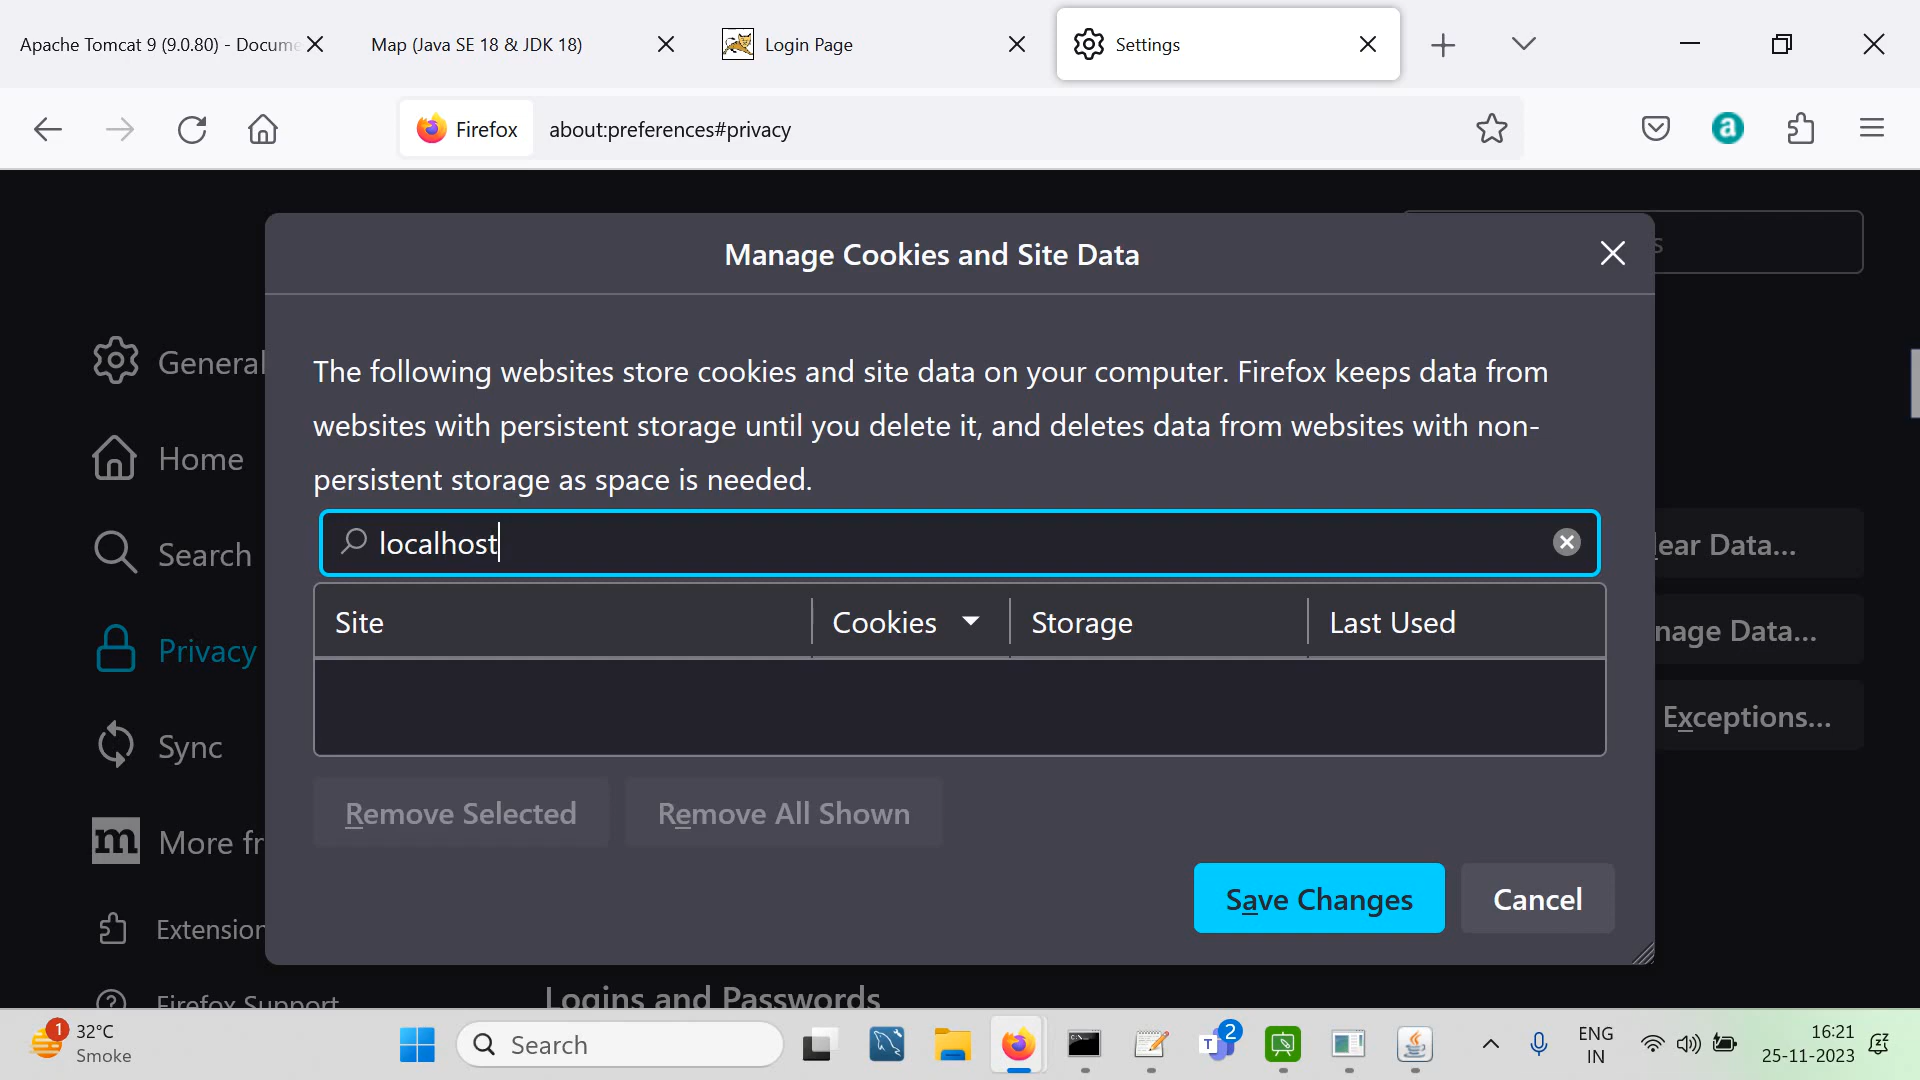 Apache Tomcat 9 (9.0.80) - Docume
Map (Java SE 18 & JDK 18)
Login Page
Settings
Firefox
about:preferences#privacy
a
s
Manage Cookies and Site Data
General
The following websites store cookies and site data on your computer. Firefox keeps data from
websites with persistent storage until you delete it, and deletes data from websites with non-
persistent storage as space is needed.
Home
Search
localhost
lear Data...
Site
Cookies
Storage
Last Used
nage Data...
Privacy
Exceptions...
Sync
Remove Selected
Remove All Shown
m
More fr
Save Changes
Cancel
Extension
Firefox Support
Logins and Passwords
1
32°C
Smoke
Search
T
2
ENG
IN
16:21
25-11-2023